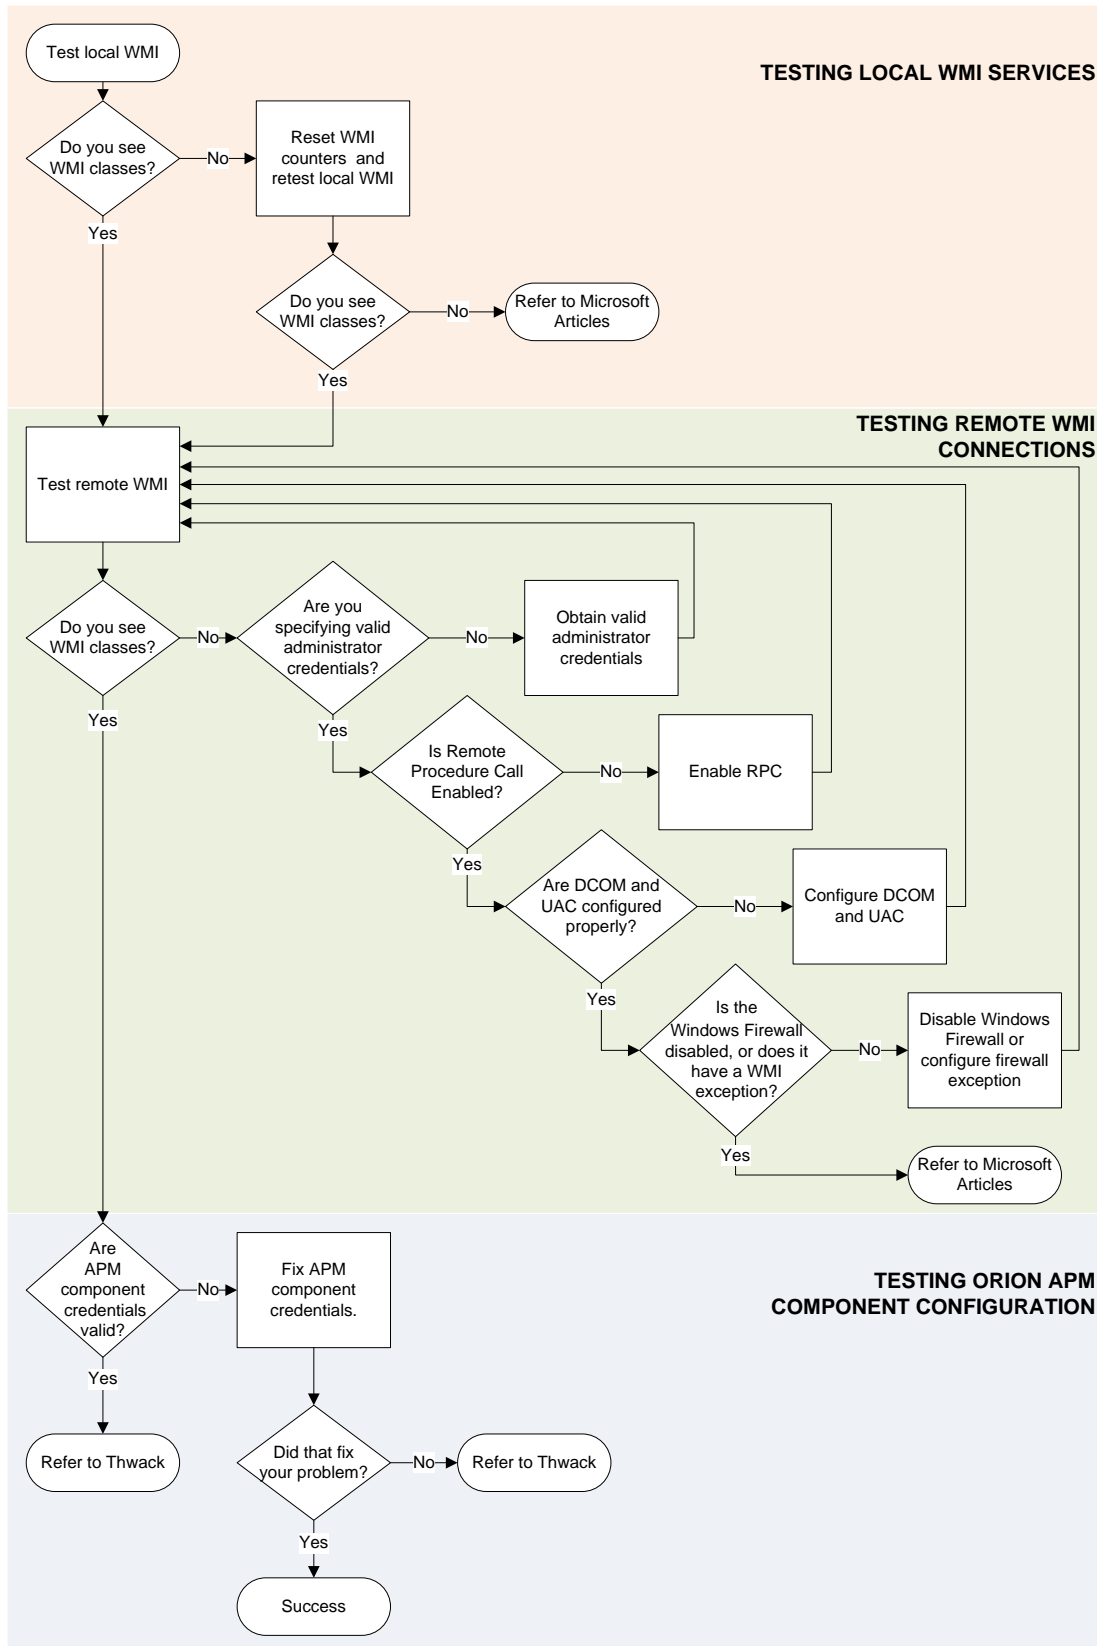 Test local WMI
TESTING LOCAL WMI SERVICES
Do you see
WMI classes?
No
Reset WMI
counters and
retest local WMI
Yes
Do you see
WMI classes?
No
Refer to Microsoft
Articles
Yes
TESTING REMOTE WMI
CONNECTIONS
Test remote WMI
Do you see
WMI classes?
No
Are you
specifying valid
administrator
credentials?
No
Obtain valid
administrator
credentials
Yes
Yes
Is Remote
Procedure Call
Enabled?
No
Enable RPC
Yes
Are DCOM and
UAC configured
properly?
No
Configure DCOM
and UAC
Yes
Is the
Windows Firewall
disabled, or does it
have a WMI
exception?
No
Disable Windows
Firewall or
configure firewall
exception
Yes
Refer to Microsoft
Articles
Are
APM
component
credentials
valid?
No
Fix APM
component
credentials.
TESTING ORION APM
COMPONENT CONFIGURATION
Yes
Refer to Thwack
Did that fix
your problem?
No
Refer to Thwack
Yes
Success